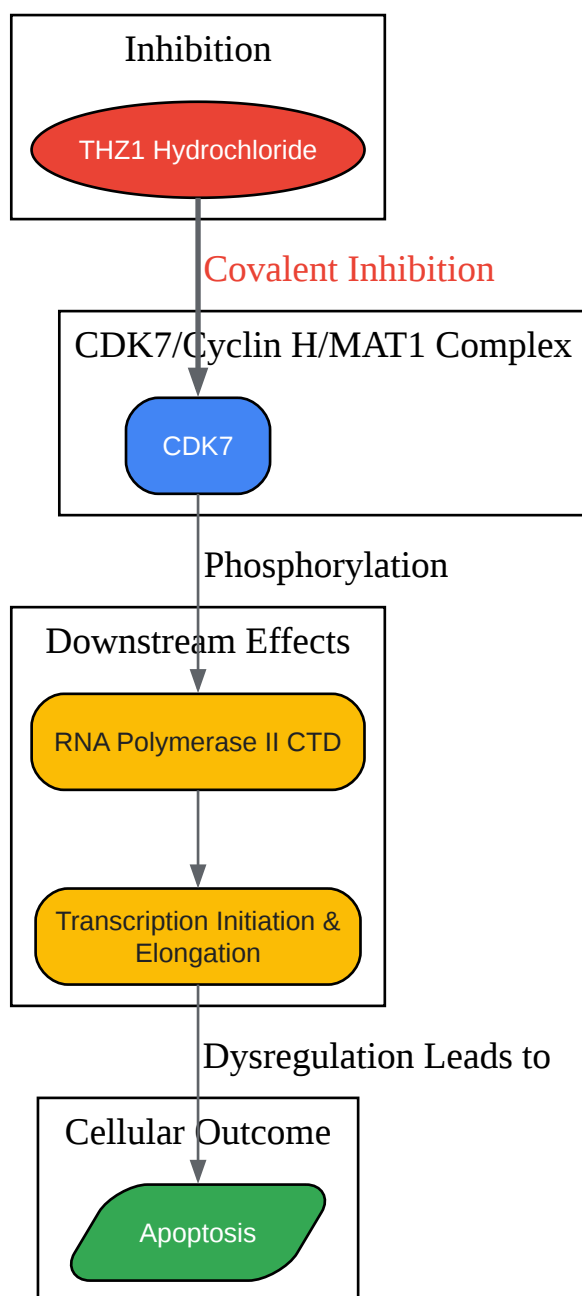 Inhibition
THZ1 Hydrochloride
Covalent Inhibition
CDK7/Cyclin H/MAT1 Complex
CDK7
Phosphorylation
Downstream Effects
RNA Polymerase II CTD
Transcription Initiation &
Elongation
Dysregulation Leads to
Cellular Outcome
Apoptosis